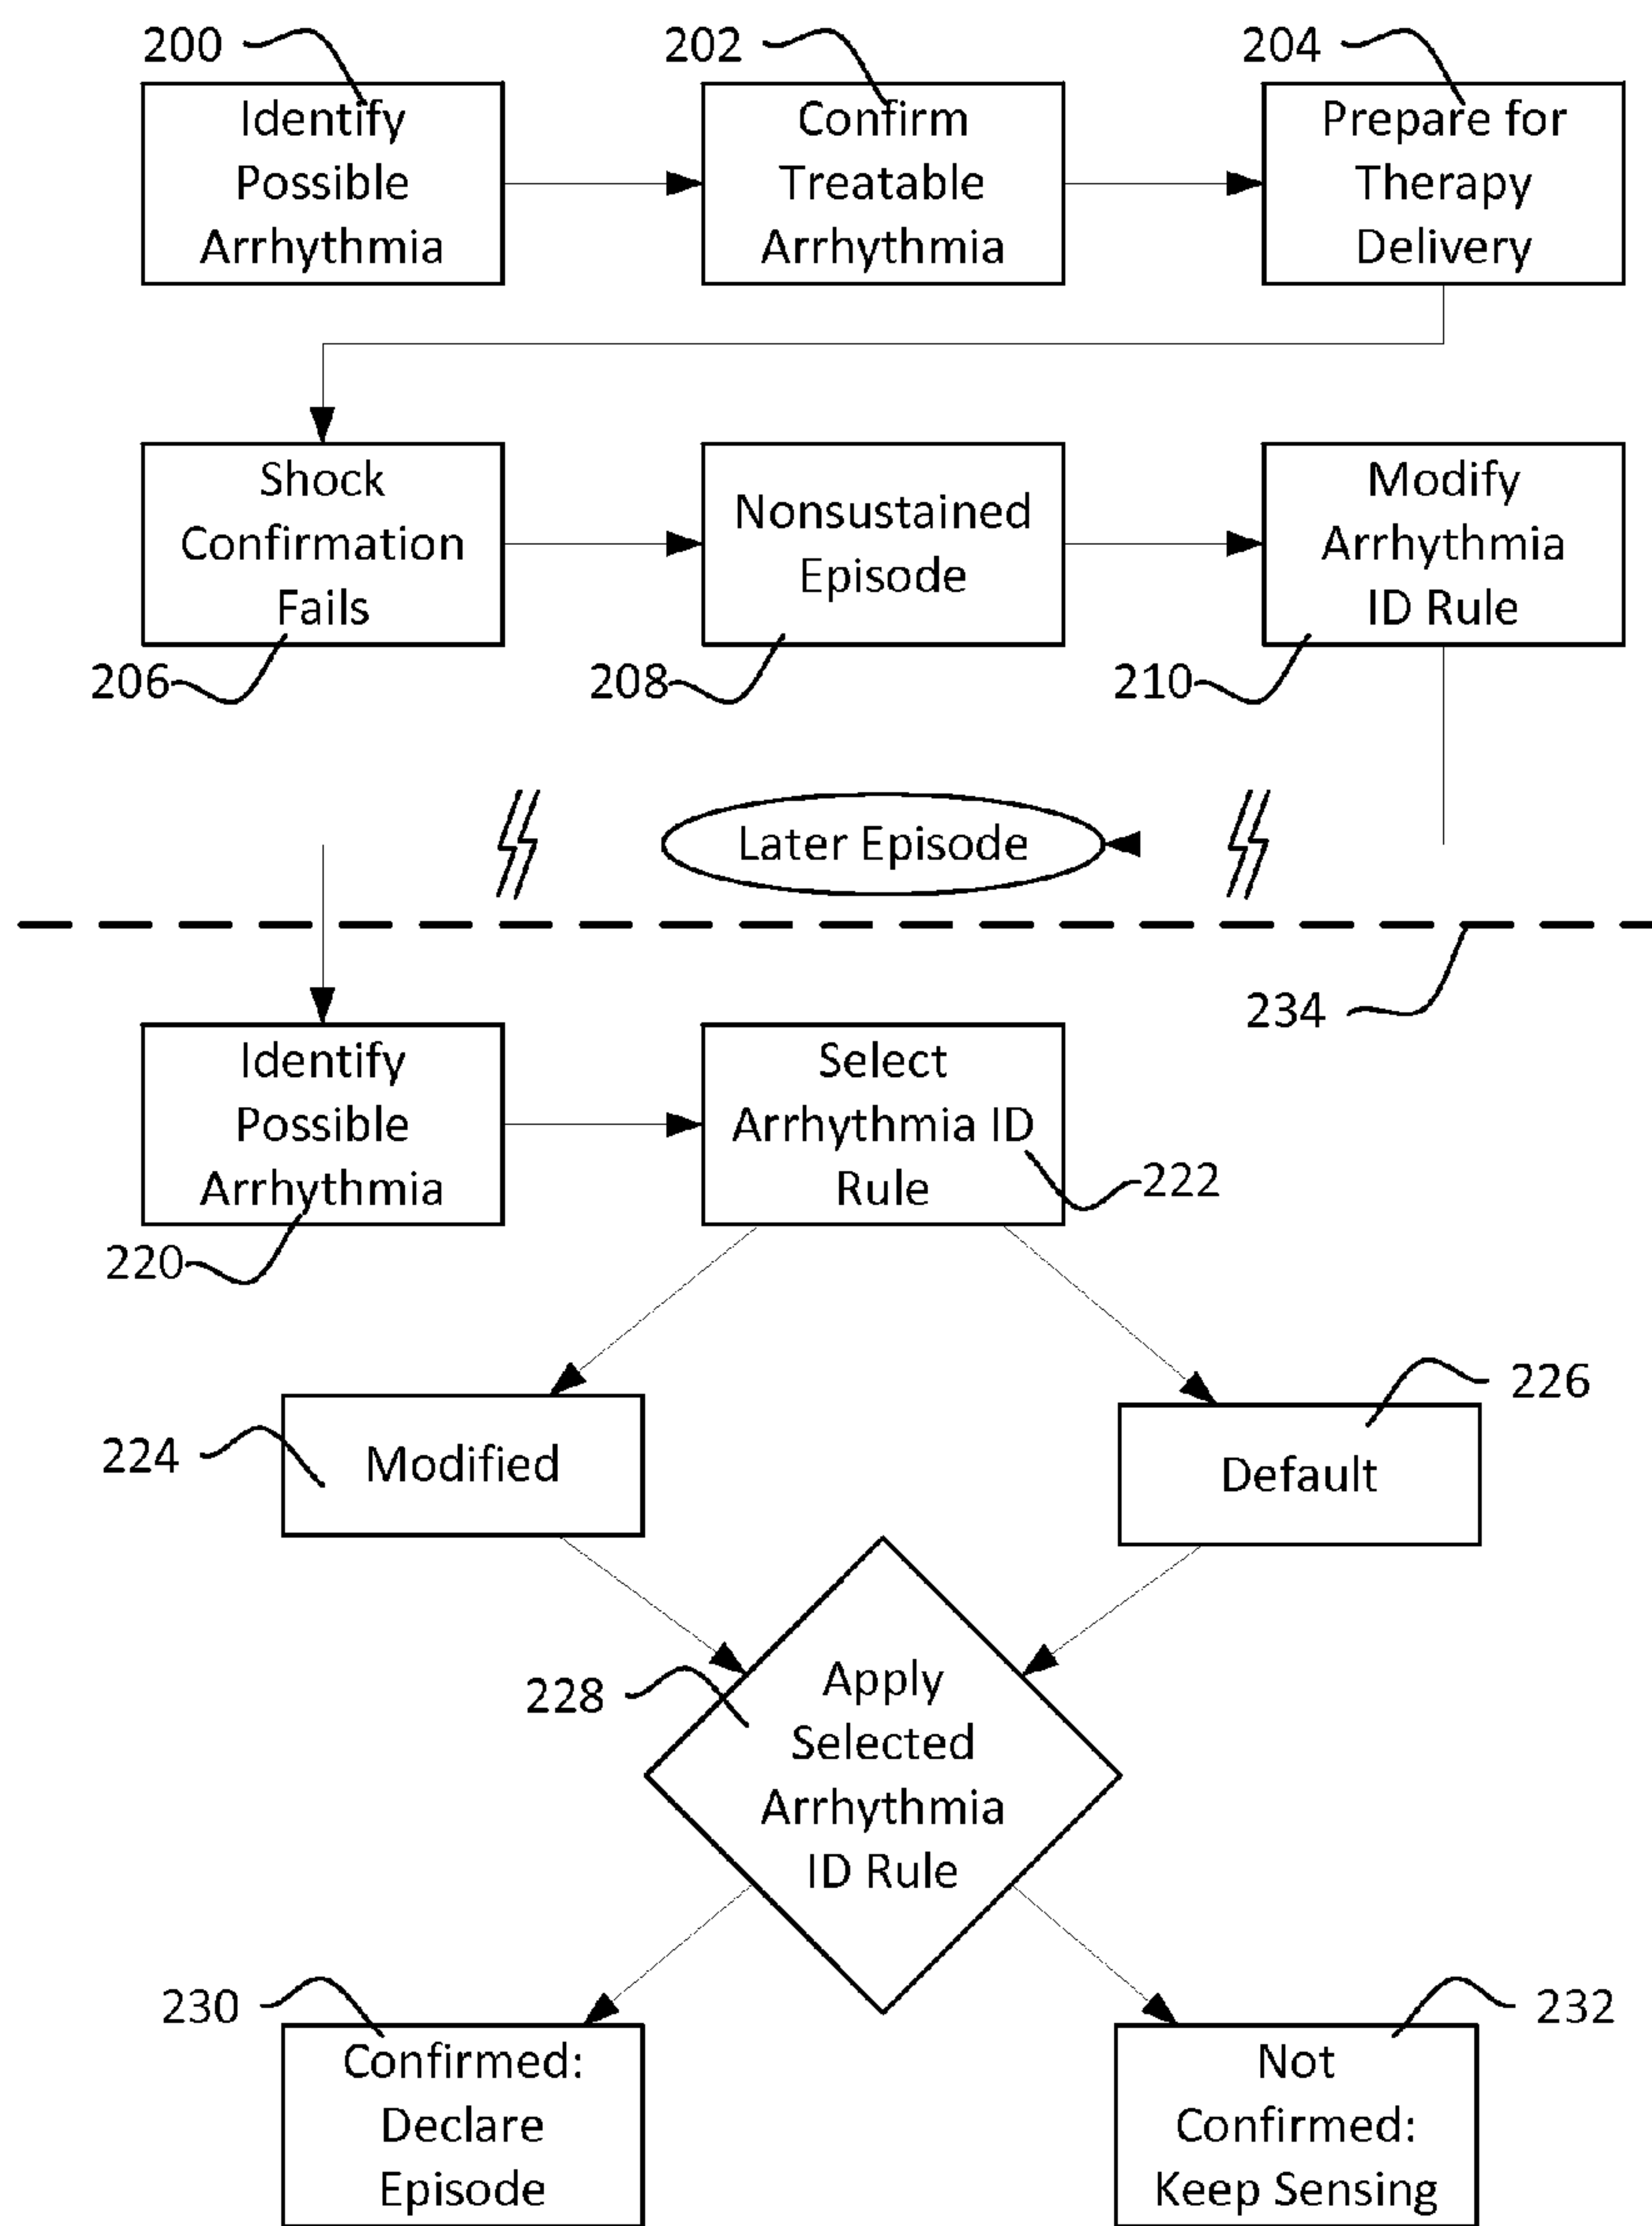 200
202
204
Identify
Possible
Arrhythmia
Confirm
Treatable
Arrhythmia
Prepare for
Therapy
Delivery
Shock
Confirmation
Fails
Nonsustained
Episode
Modify
Arrhythmia
ID Rule
206
208
210
Later Episode
234
Identify
Possible
Arrhythmia
Select
Arrhythmia ID
Rule
222
220
226
224
Modified
Default
228
Apply
Selected
Arrhythmia
ID Rule
230
232
Confirmed:
Declare
Episode
Not
Confirmed:
Keep Sensing